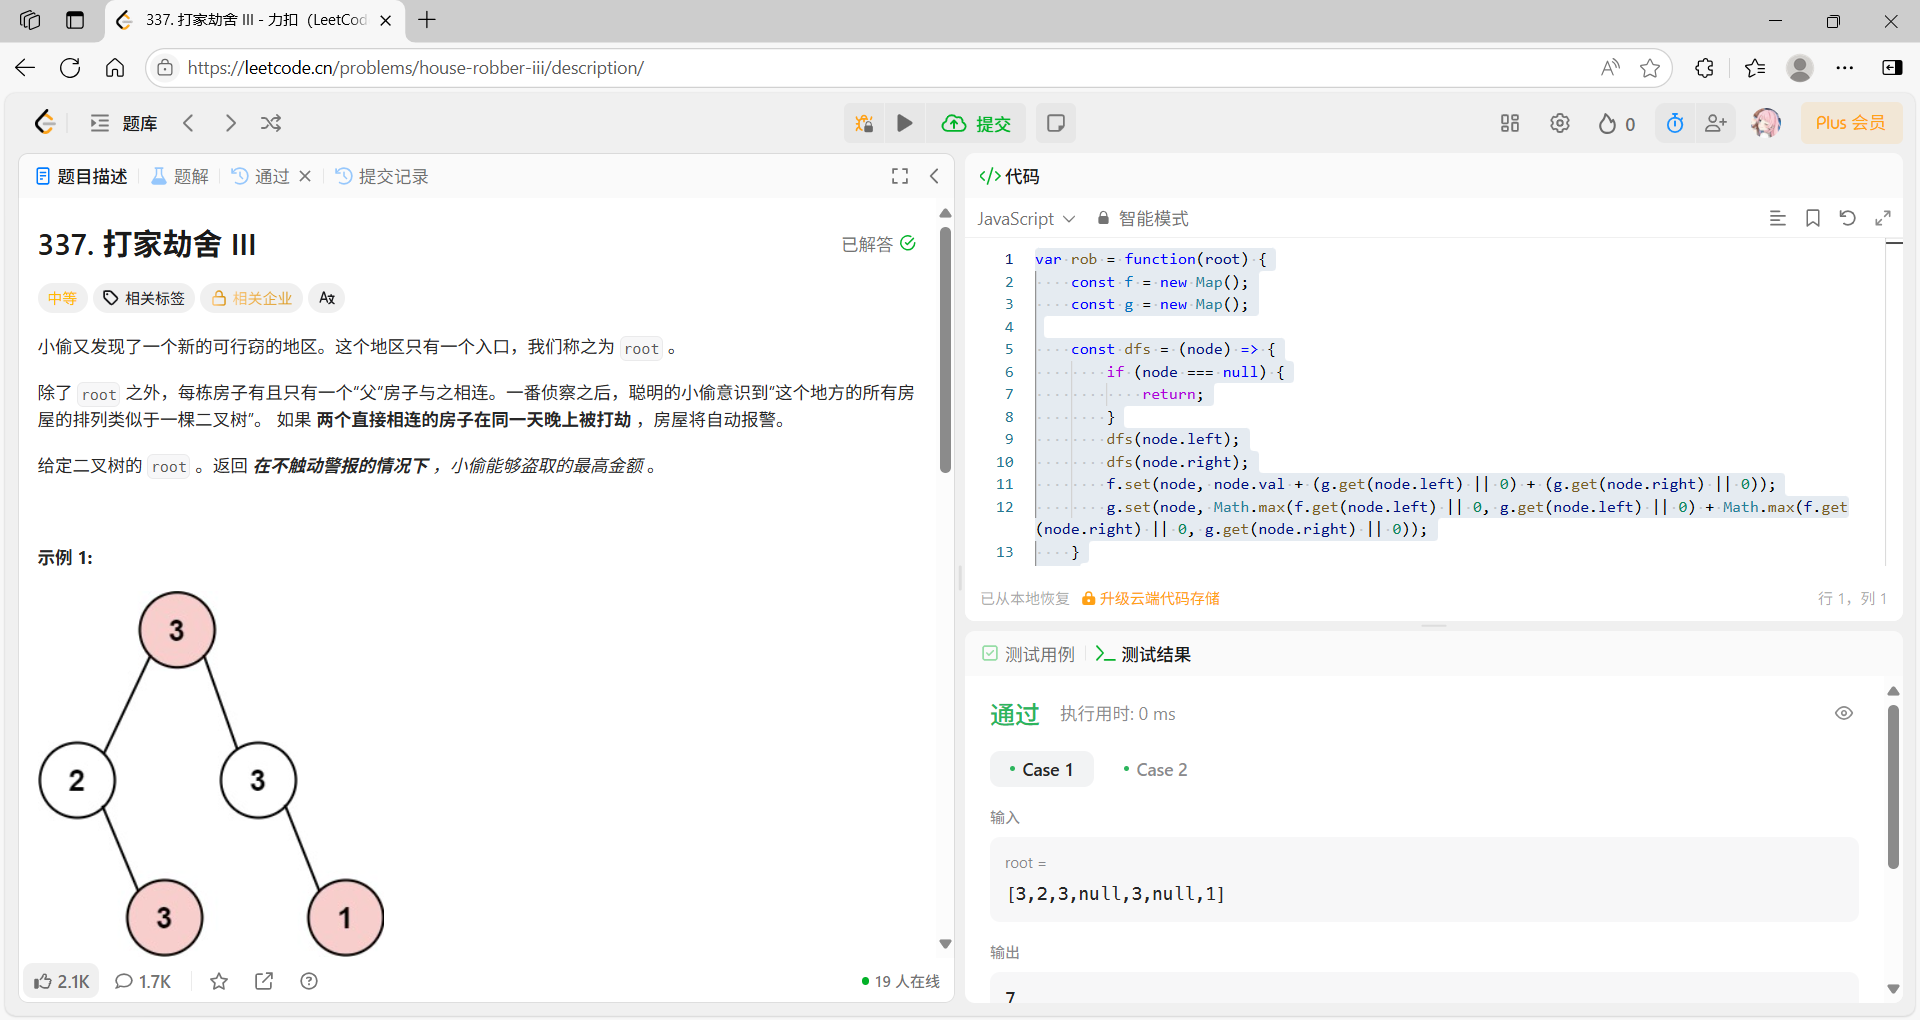 337. 打家劫舍 III - 力扣（LeetCod
https://leetcode.cn/problems/house-robber-iii/description/
题库
提交
0
Plus 会员
题目描述
题解
通过
提交记录
337. 打家劫舍 III
已解答
中等
相关标签
相关企业
小偷又发现了一个新的可行窃的地区。这个地区只有一个入口，我们称之为 root 。
除了 root 之外，每栋房子有且只有一个“父”房子与之相连。一番侦察之后，聪明的小偷意识到“这个地方的所有房
屋的排列类似于一棵二叉树”。 如果 两个直接相连的房子在同一天晚上被打劫 ，房屋将自动报警。
给定二叉树的 root 。返回 在不触动警报的情况下 ，小偷能够盗取的最高金额 。
示例 1:
3
2
3
3
1
2.1K
1.7K
19 人在线
代码
JavaScript
智能模式
1 var rob = function(root) {
2 const f = new Map();
3 const g = new Map();
4
5 const dfs = (node) => {
6 if (node === null) {
7 return;
8 }
9 dfs(node.left);
10 dfs(node.right);
11 f.set(node, node.val + (g.get(node.left) || 0) + (g.get(node.right) || 0));
12 g.set(node, Math.max(f.get(node.left) || 0, g.get(node.left) || 0) + Math.max(f.get
(node.right) || 0, g.get(node.right) || 0));
13 }
已从本地恢复
升级云端代码存储
行 1，列 1
测试用例
测试结果
通过
执行用时: 0 ms
Case 1
Case 2
输入
root =
[3,2,3,null,3,null,1]
输出
7